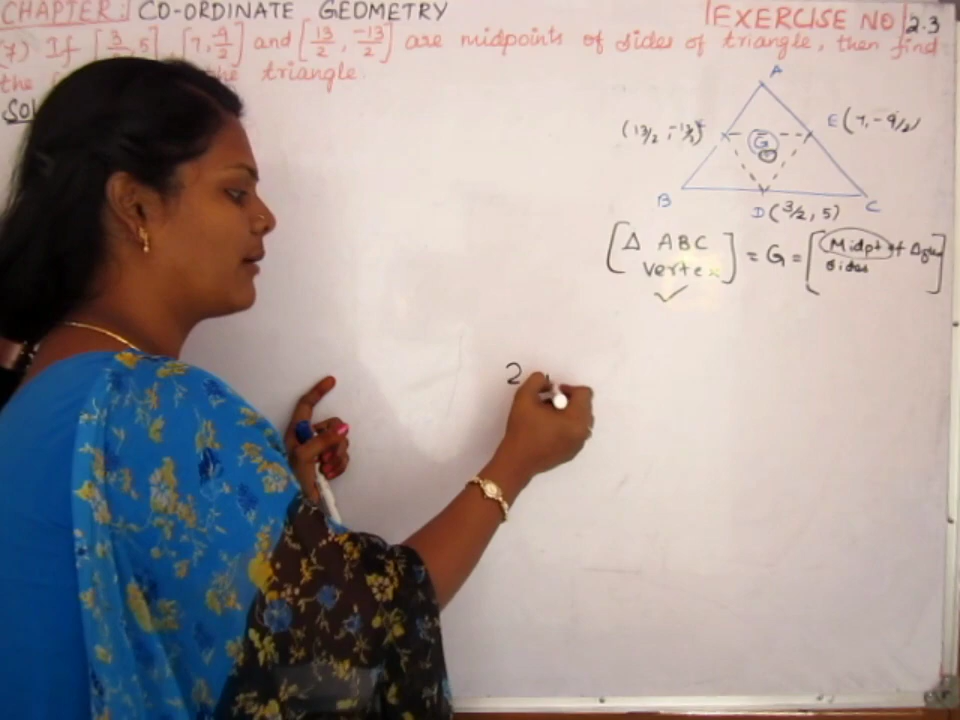 CHAPTER: CO-ORDINATE GEOMETRY EXERCISE NO 2.3
(7) If [3/2, 5], [7, -9/2] and [13/2, -13/2] are midpoints of sides of triangle, then find
the the triangle.
Sol
A
(13/2, -13/2) F G E (7, -9/2)
B D (3/2, 5) C
[Δ ABC Vertex] = G = [Midpt of Δgle sides]
2